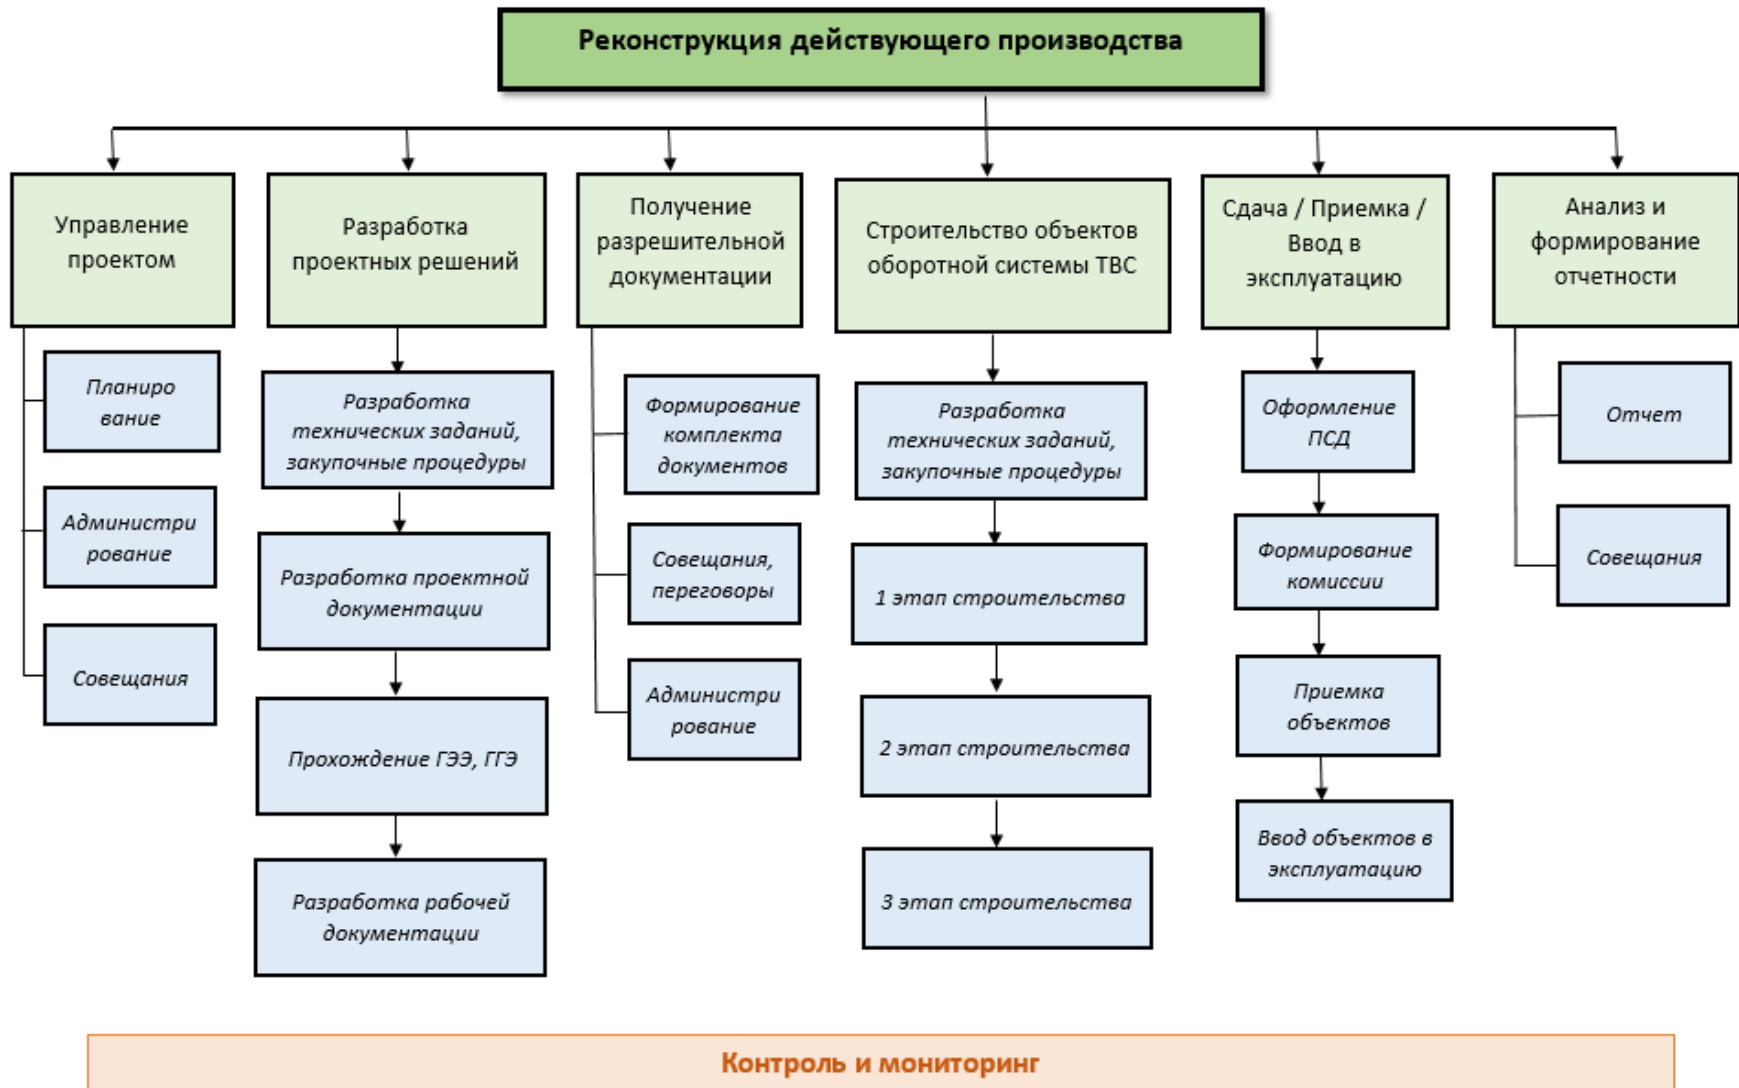 Реконструкция действующего производства
Управление
проектом
Разработка
проектных решений
Получение
разрешительной
документации
Строительство объектов
оборотной системы ТВС
Сдача / Приемка /
Ввод в
эксплуатацию
Анализ и
формирование
отчетности
Планиро
вание
Администри
рование
Совещания
Разработка
технических заданий,
закупочные процедуры
Разработка проектной
документации
Прохождение ГЭЭ, ГГЭ
Разработка рабочей
документации
Формирование
комплекта
документов
Совещания,
переговоры
Администри
рование
Разработка
технических заданий,
закупочные процедуры
1 этап строительства
2 этап строительства
3 этап строительства
Оформление
ПСД
Формирование
комиссии
Приемка
объектов
Ввод объектов в
эксплуатацию
Отчет
Совещания
Контроль и мониторинг